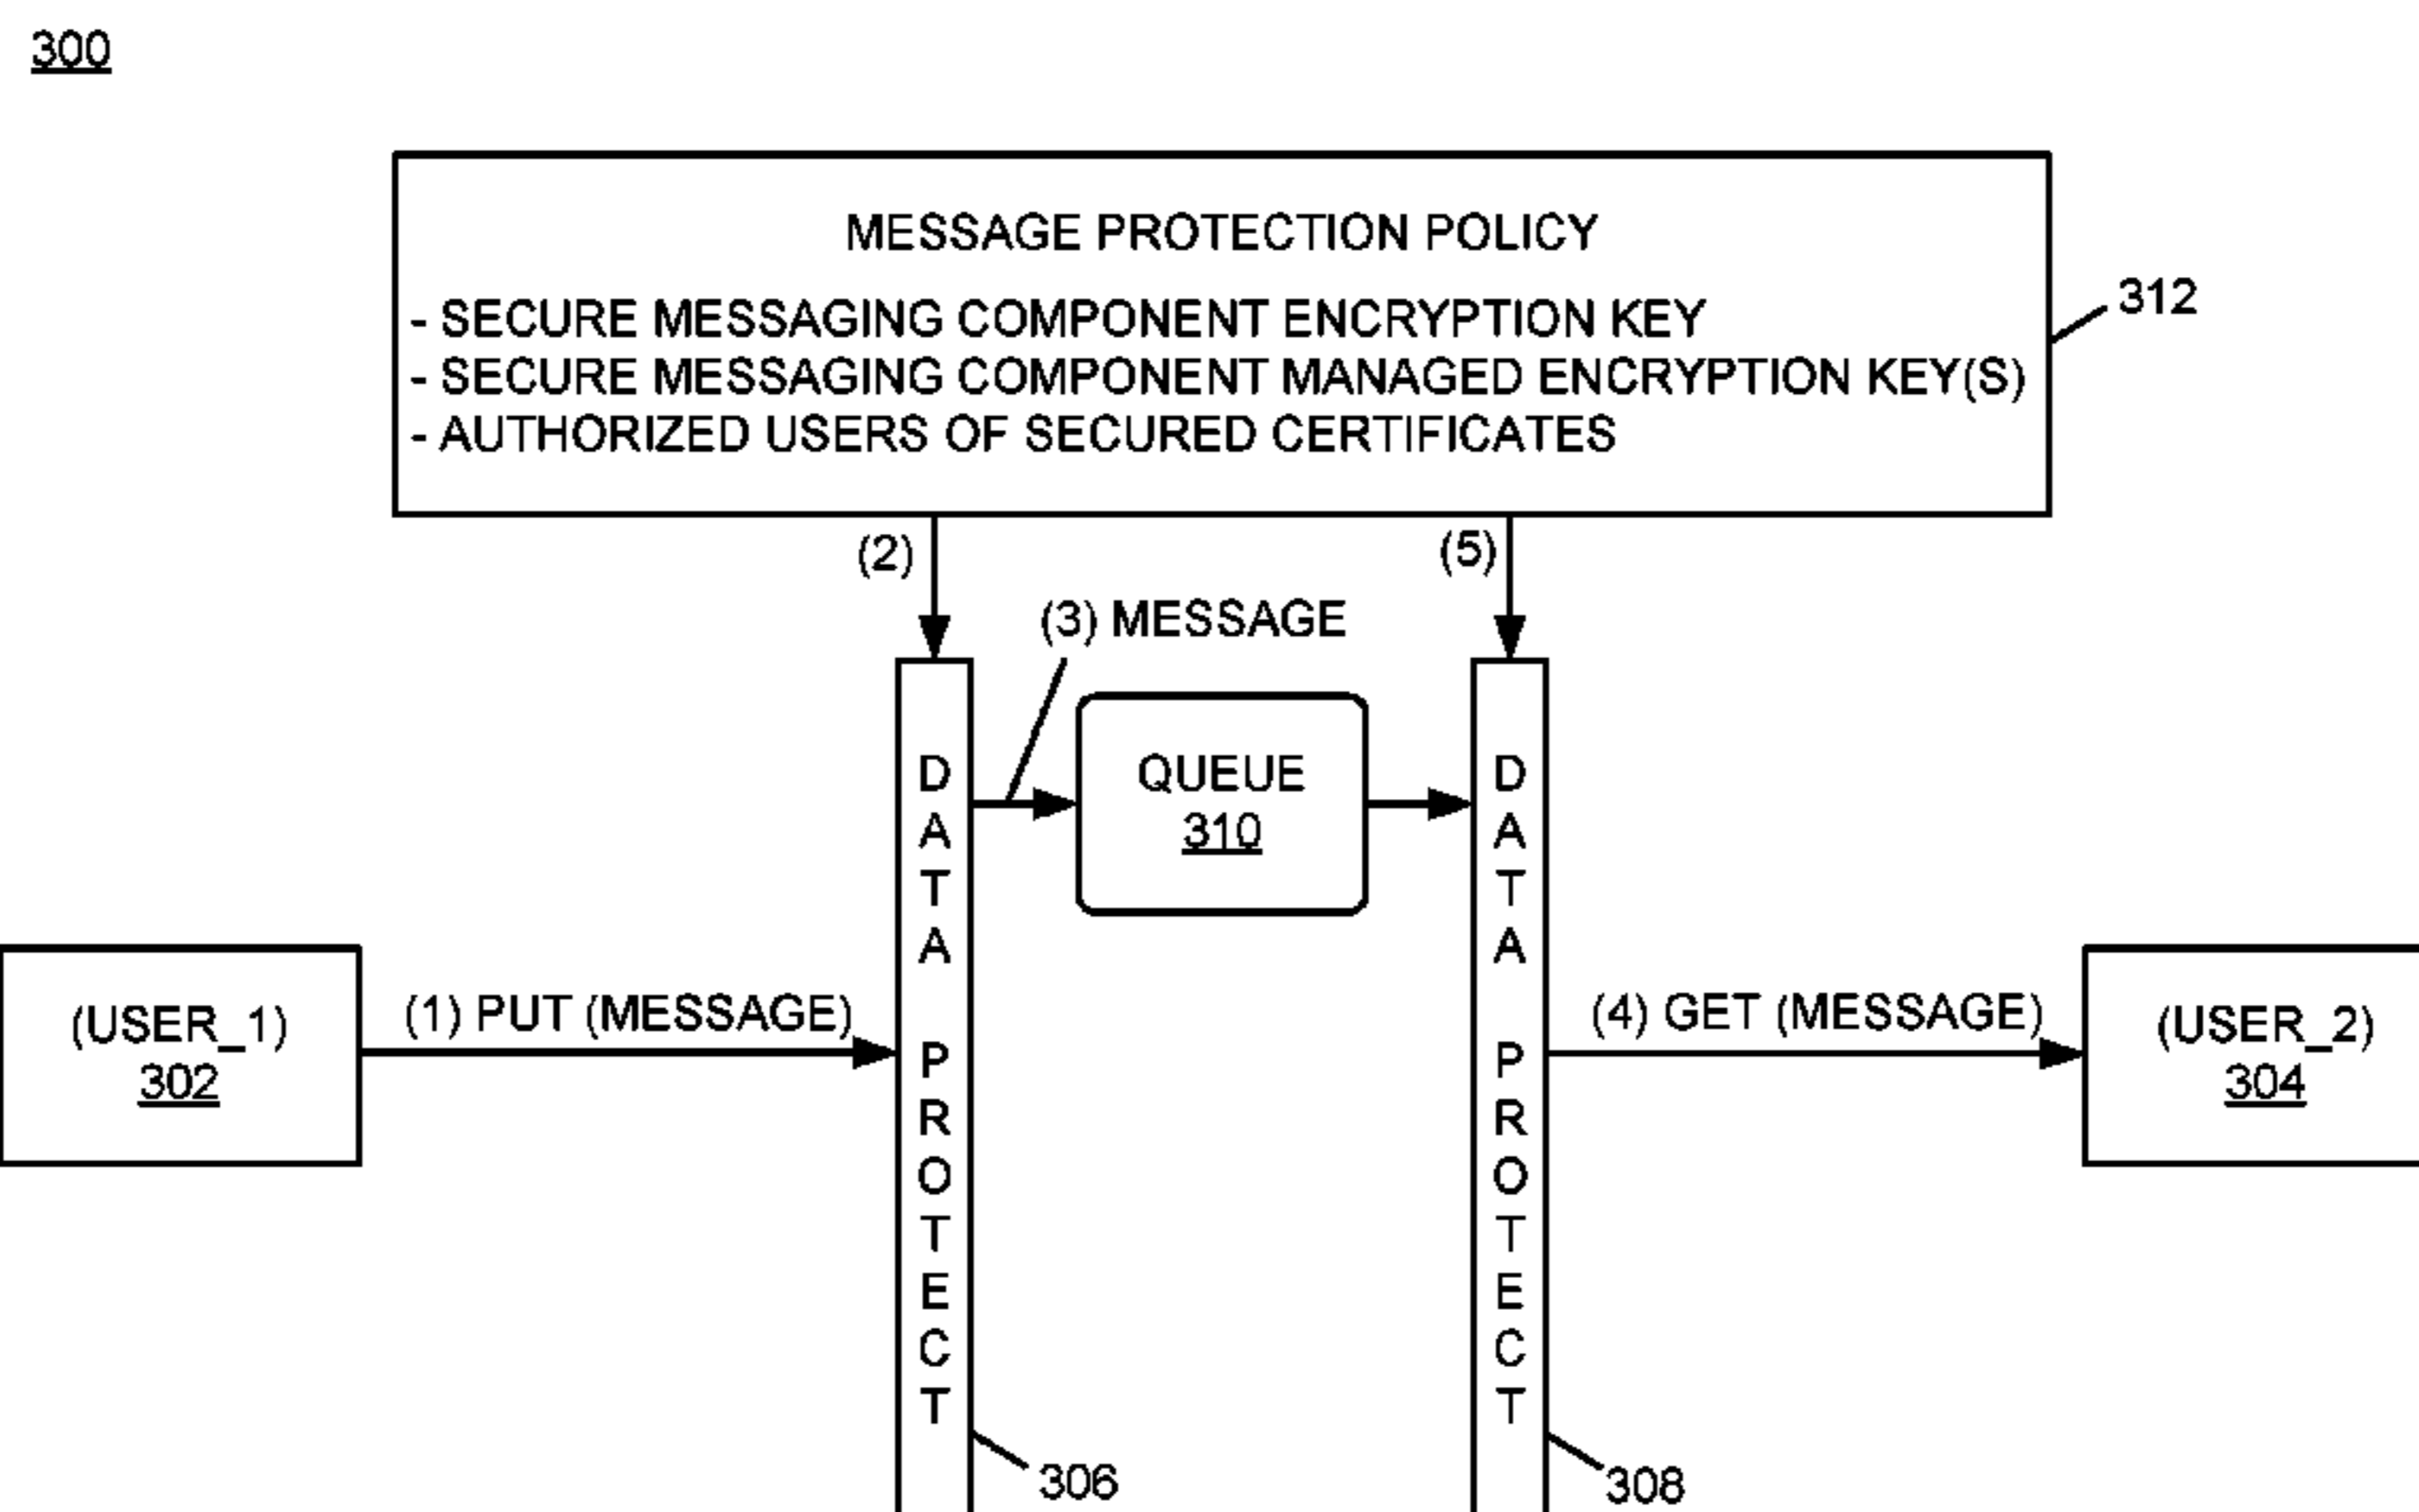 300
MESSAGE PROTECTION POLICY
- SECURE MESSAGING COMPONENT ENCRYPTION KEY
- SECURE MESSAGING COMPONENT MANAGED ENCRYPTION KEY(S)
- AUTHORIZED USERS OF SECURED CERTIFICATES
312
(2)
(5)
(3) MESSAGE
QUEUE
310
DATA PROTECT
DATA PROTECT
(USER_1)
302
(1) PUT (MESSAGE)
(4) GET (MESSAGE)
(USER_2)
304
306
308